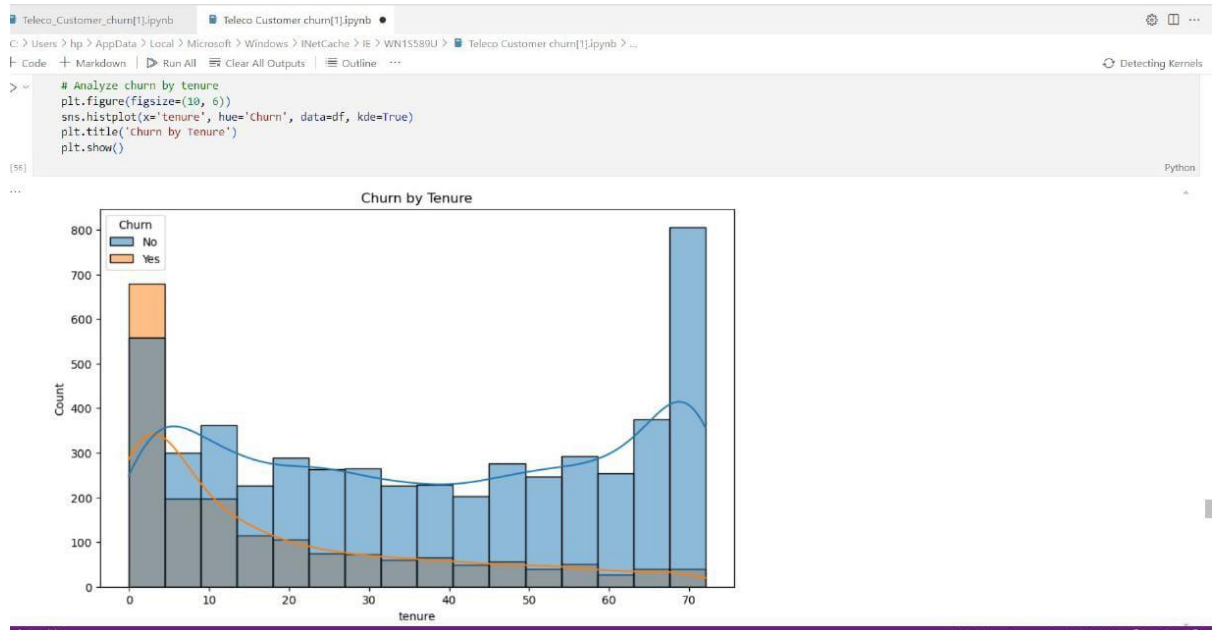 Teleco_Customer_churn[1].ipynb Teleco Customer churn[1].ipynb
C: > Users > hp > AppData > Local > Microsoft > Windows > INetCache > IE > WN1S589U > Teleco Customer churn[1].ipynb > ...
+ Code + Markdown | Run All Clear All Outputs | Outline ... Detecting Kernels
# Analyze churn by tenure
plt.figure(figsize=(10, 6))
sns.histplot(x='tenure', hue='Churn', data=df, kde=True)
plt.title('Churn by Tenure')
plt.show()
[56] Python
...
Churn by Tenure
Churn
No
Yes
800
700
600
500
400
300
200
100
0
Count
0 10 20 30 40 50 60 70
tenure